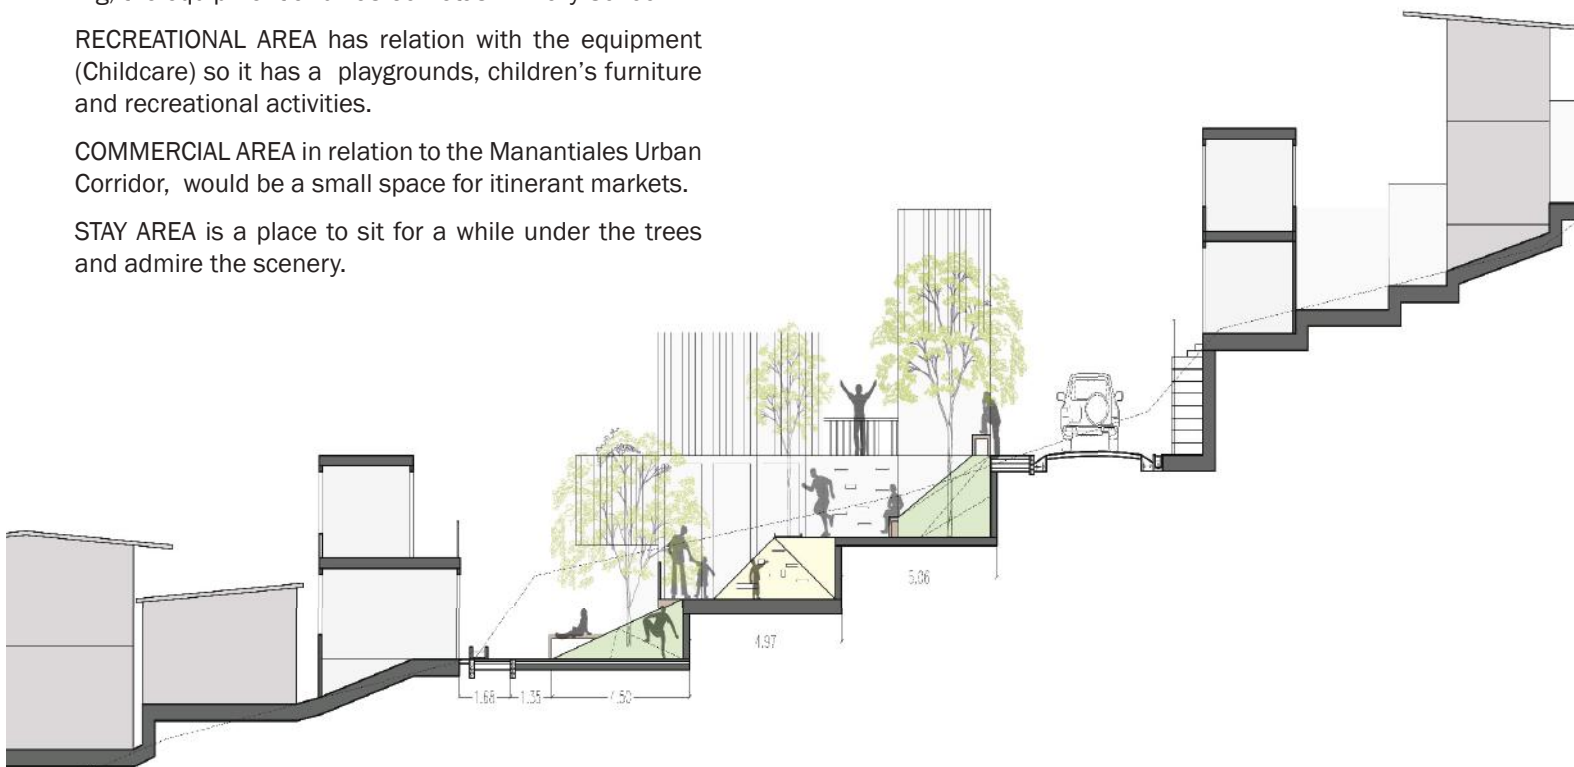 RECREATIONAL AREA has relation with the equipment
(Childcare) so it has a playgrounds, children’s furniture
and recreational activities.
COMMERCIAL AREA in relation to the Manantiales Urban
Corridor, would be a small space for itinerant markets.
STAY AREA is a place to sit for a while under the trees
and admire the scenery.
5.06
4.97
1.68 1.35 4.50